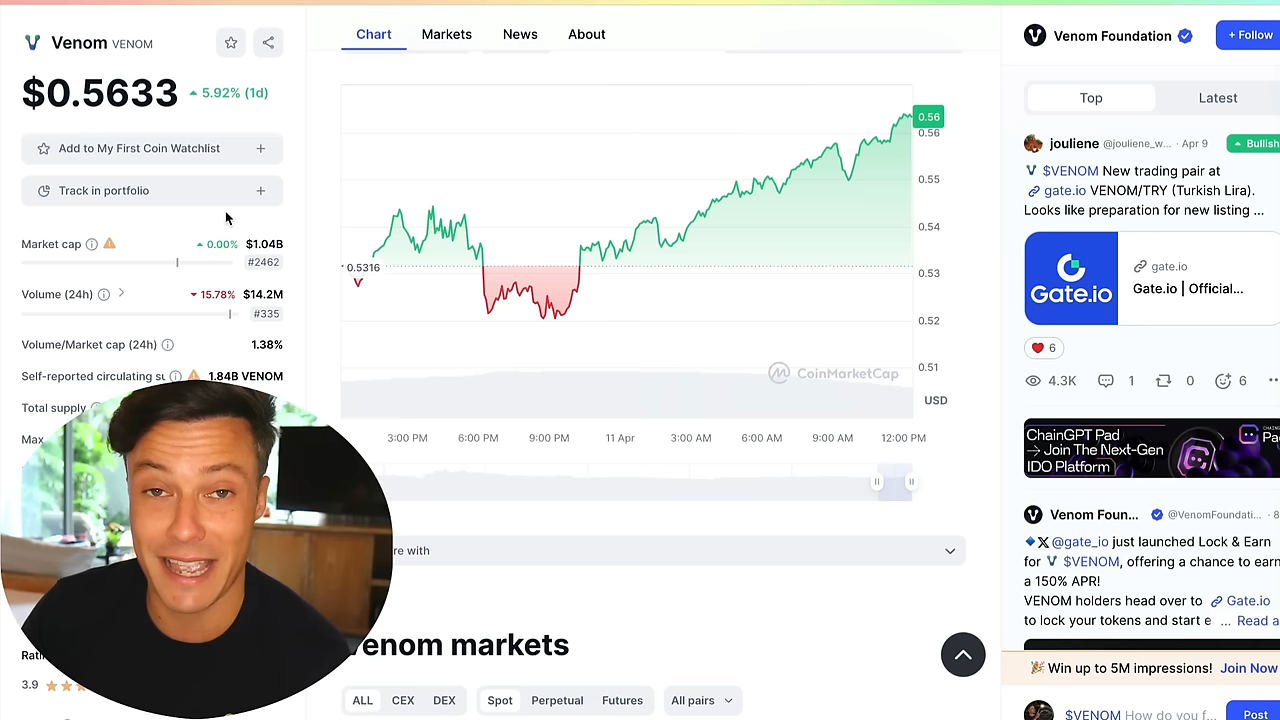 Venom VENOM
$0.5633 5.92% (1d)
Add to My First Coin Watchlist +
Track in portfolio +
Market cap 0.00% $1.04B
#2462
Volume (24h) 15.78% $14.2M
#335
Volume/Market cap (24h) 1.38%
Self-reported circulating su 1.84B VENOM
Total supply
Max
3.9
Chart Markets News About
0.56
0.56
0.55
0.54
0.53
0.52
0.51
0.5316
CoinMarketCap
USD
3:00 PM 6:00 PM 9:00 PM 11 Apr 3:00 AM 6:00 AM 9:00 AM 12:00 PM
re with
Venom markets
ALL CEX DEX Spot Perpetual Futures All pairs
Venom Foundation + Follow
Top Latest
jouliene @jouliene_w... · Apr 9 Bullish
$VENOM New trading pair at
gate.io VENOM/TRY (Turkish Lira).
Looks like preparation for new listing ...
Gate.io
gate.io
Gate.io | Official...
6
4.3K 1 0 6
ChainGPT Pad
→ Join The Next-Gen
IDO Platform
Venom Foun... @VenomFoundati... · 8
@gate_io just launched Lock & Earn
for $VENOM, offering a chance to earn
a 150% APR!
VENOM holders head over to Gate.io
to lock your tokens and start e ... Read a
Win up to 5M impressions! Join Now
$VENOM How do you f... Post